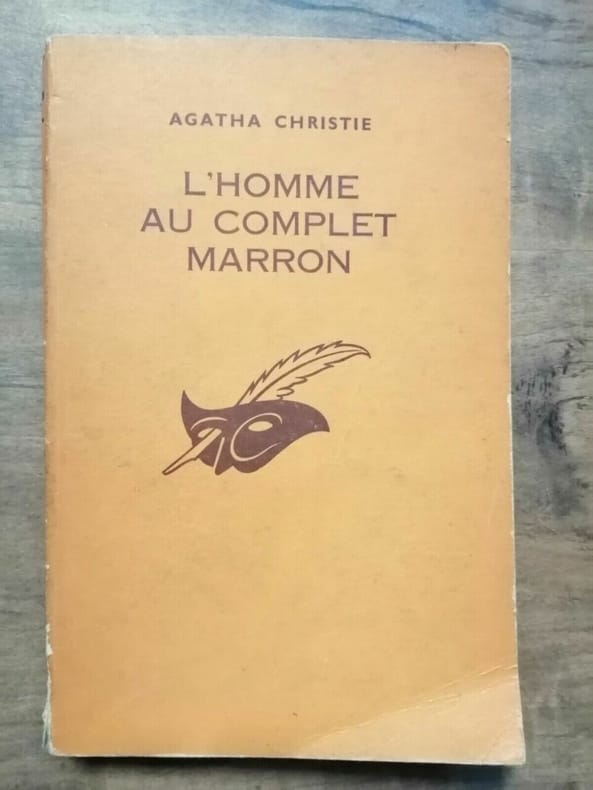 AGATHA CHRISTIE
L'HOMME
AU COMPLET
MARRON